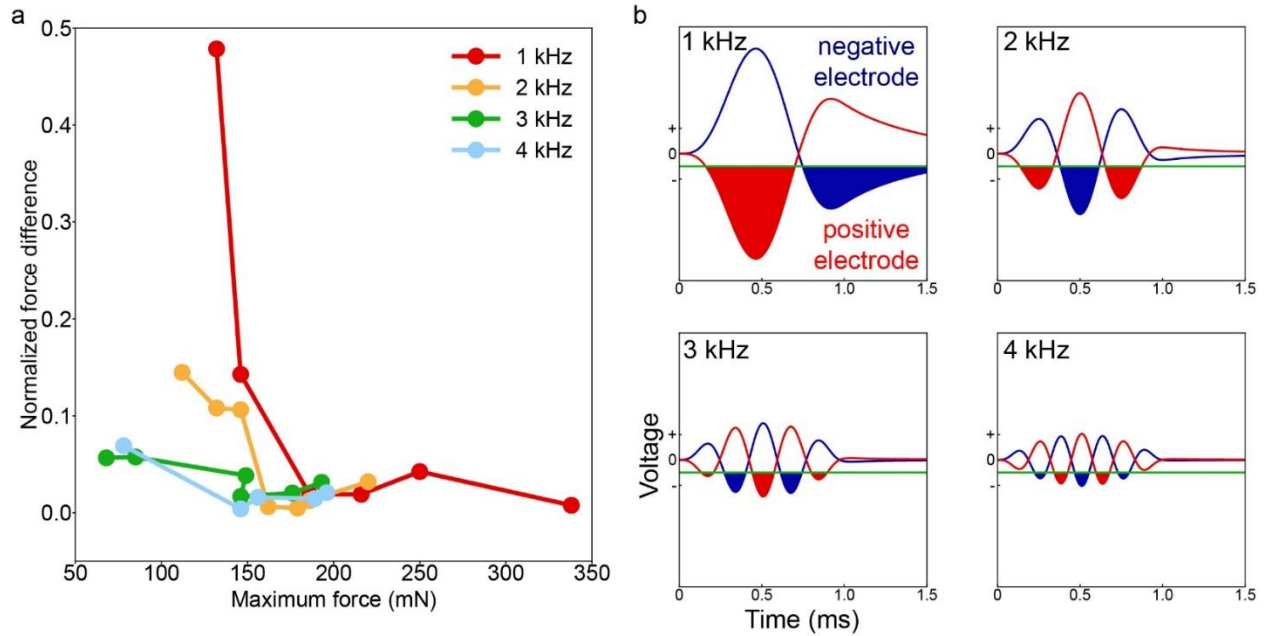 a
0.5
0.4
0.3
0.2
0.1
0.0
Normalized force difference
50 100 150 200 250 300 350
Maximum force (mN)
1 kHz
2 kHz
3 kHz
4 kHz
b
1 kHz
negative
electrode
positive
electrode
+
0
-
0 0.5 1.0 1.5
2 kHz
+
0
-
0 0.5 1.0 1.5
3 kHz
+
0
-
0 0.5 1.0 1.5
4 kHz
+
0
-
0 0.5 1.0 1.5
Voltage
Time (ms)